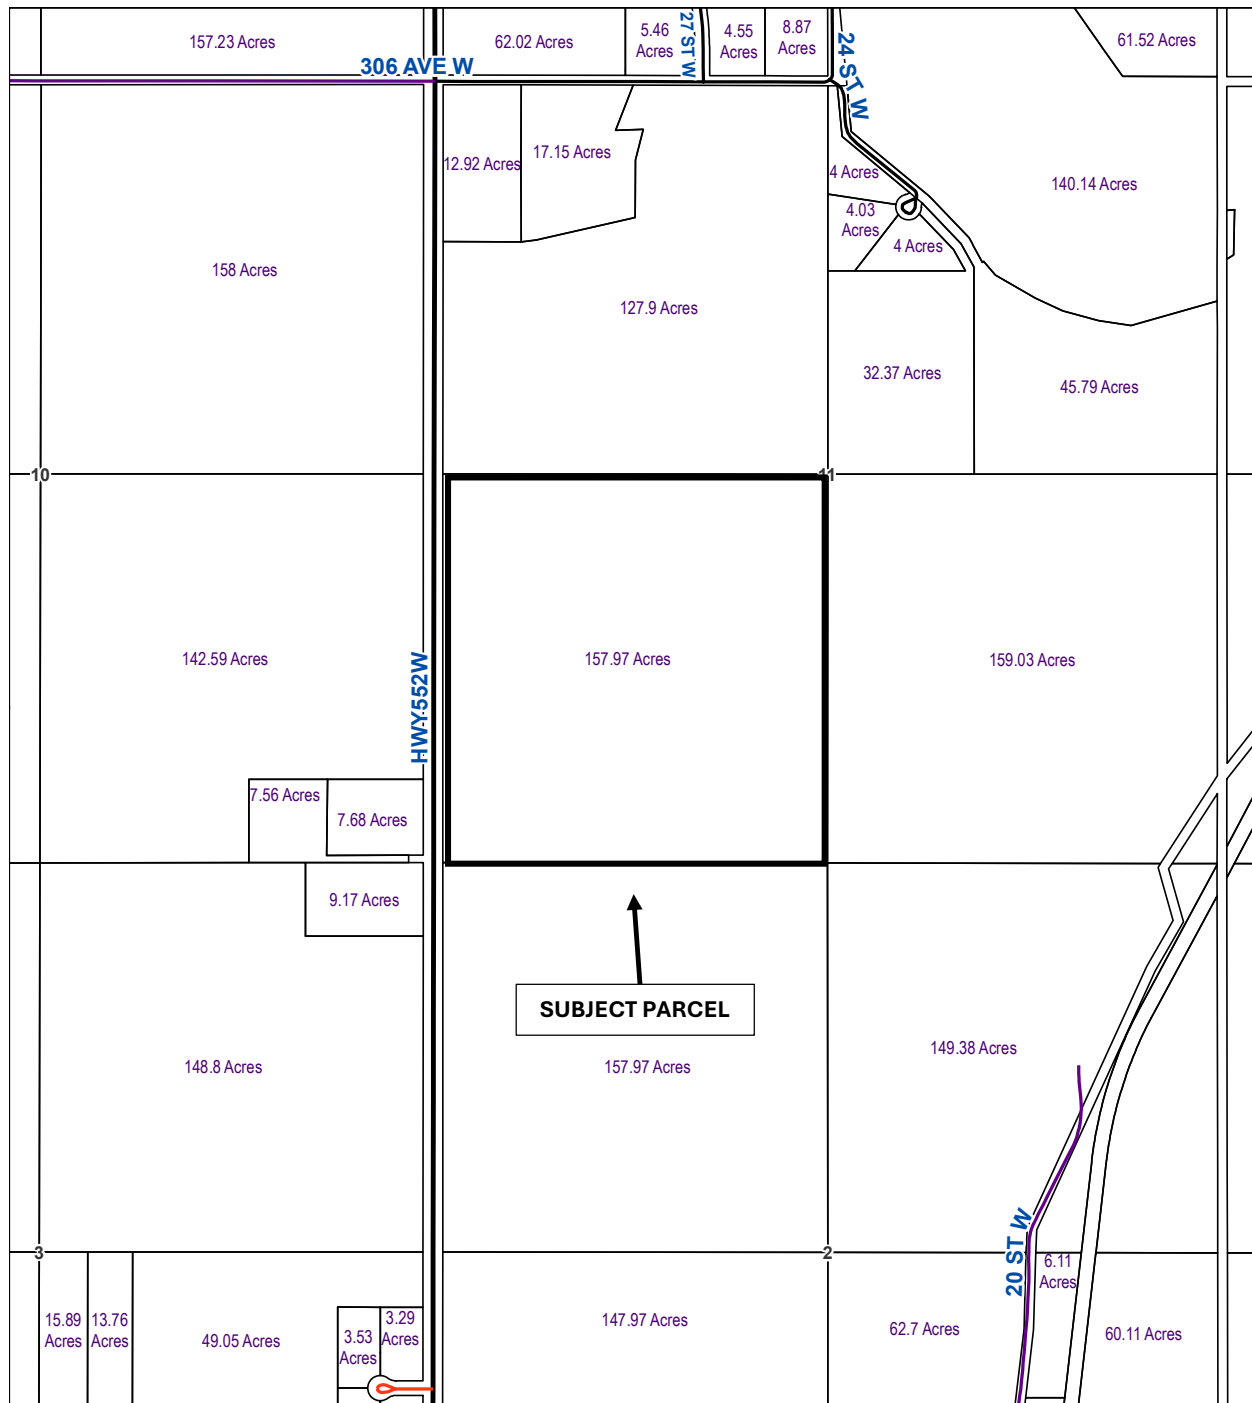 157.23 Acres
62.02 Acres
5.46
Acres
27 ST W
4.55
Acres
8.87
Acres
24 ST W
61.52 Acres
306 AVE W
12.92 Acres
17.15 Acres
4 Acres
4.03
Acres
4 Acres
140.14 Acres
158 Acres
127.9 Acres
32.37 Acres
45.79 Acres
10
11
142.59 Acres
HWY552W
157.97 Acres
159.03 Acres
7.56 Acres
7.68 Acres
9.17 Acres
SUBJECT PARCEL
148.8 Acres
157.97 Acres
149.38 Acres
3
2
20 ST W
6.11
Acres
15.89
Acres
13.76
Acres
49.05 Acres
3.53
Acres
3.29
Acres
147.97 Acres
62.7 Acres
60.11 Acres